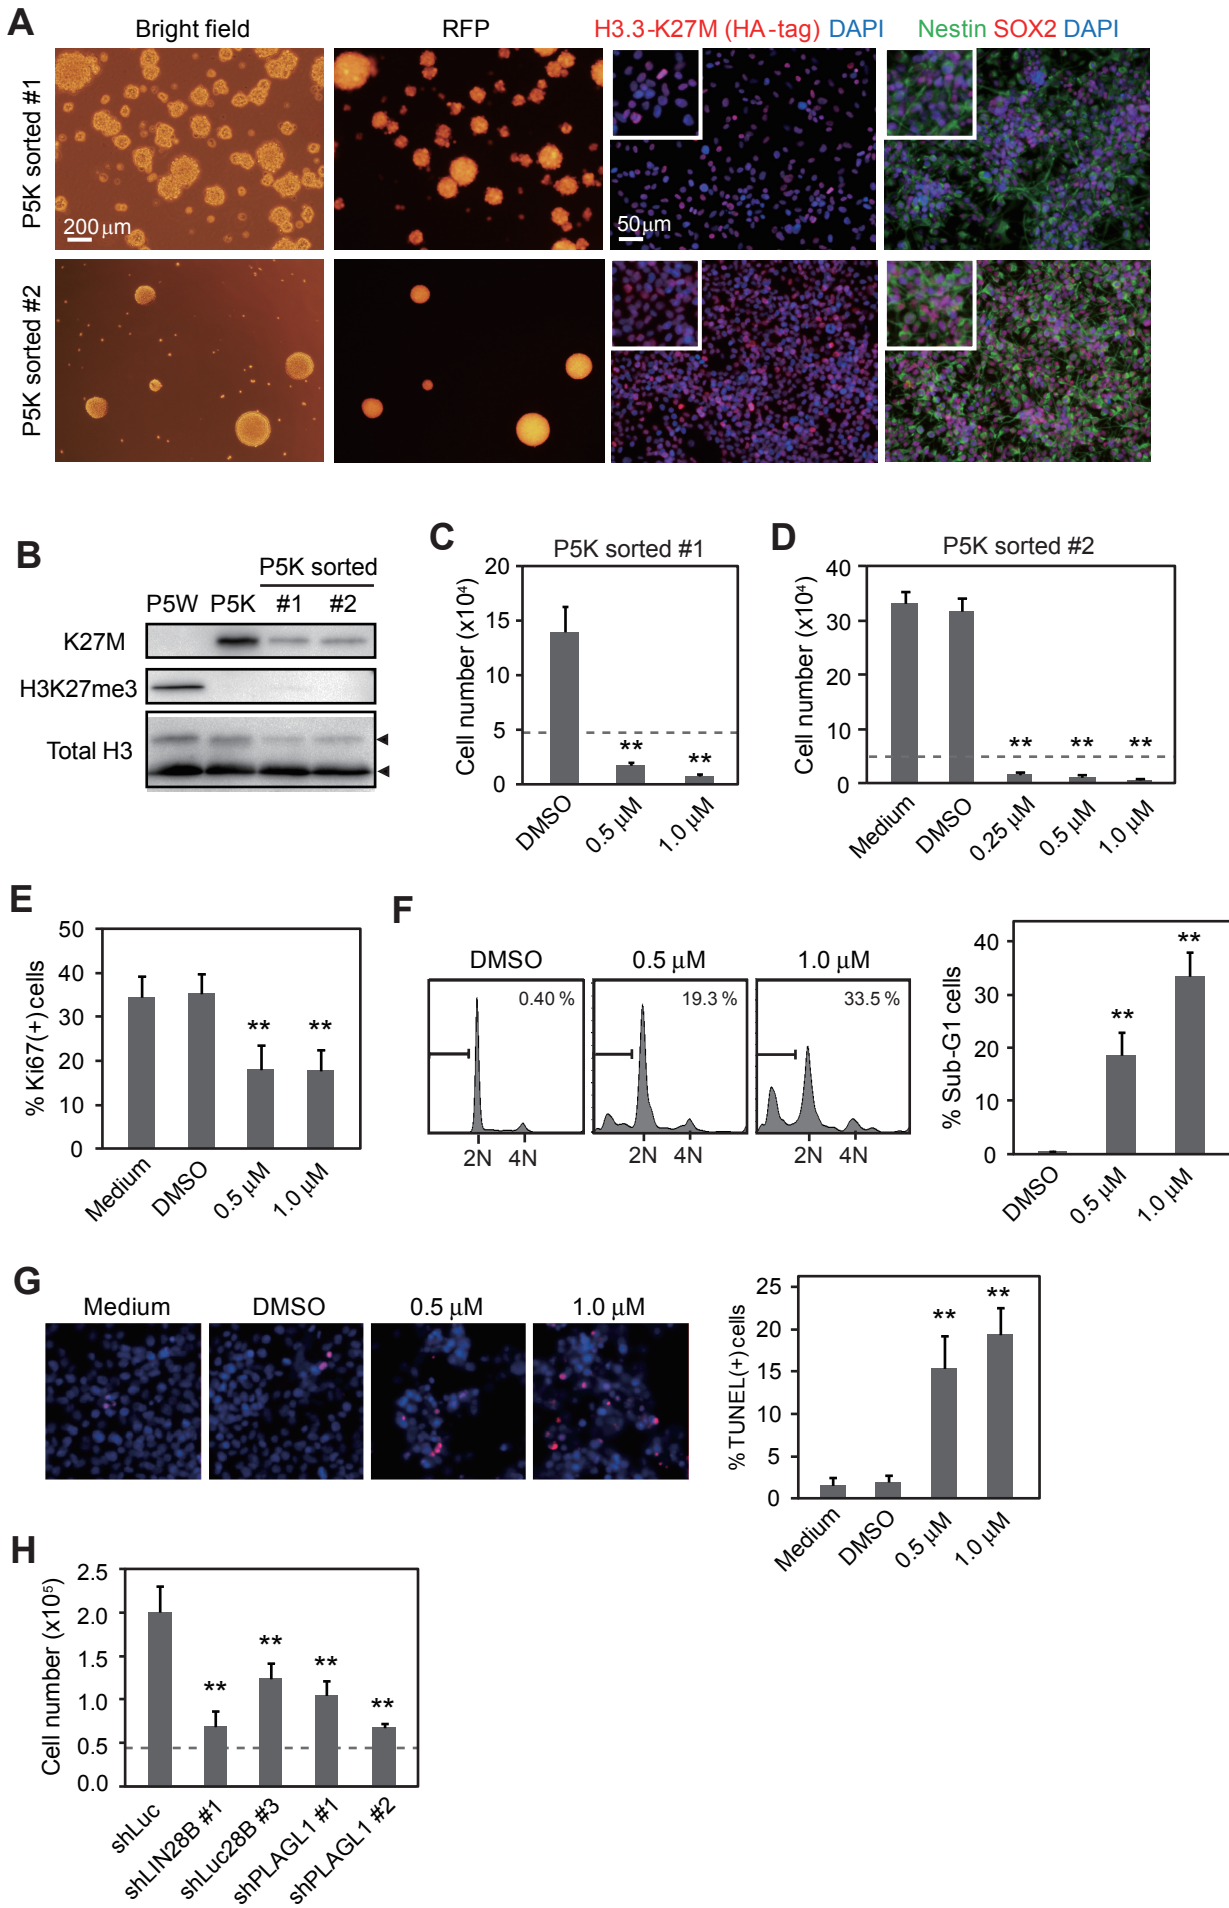 A
Bright field
RFP
H3.3-K27M (HA-tag) DAPI
Nestin SOX2 DAPI
P5K sorted #1
200 μm
50 μm
P5K sorted #2
B
P5K sorted
P5W P5K #1 #2
K27M
H3K27me3
Total H3
C
P5K sorted #1
Cell number (x10⁴)
20
15
10
5
0
**
**
DMSO
0.5 μM
1.0 μM
D
P5K sorted #2
Cell number (x10⁴)
40
30
20
10
0
**
**
**
Medium
DMSO
0.25 μM
0.5 μM
1.0 μM
E
% Ki67(+) cells
50
40
30
20
10
0
**
**
Medium
DMSO
0.5 μM
1.0 μM
F
DMSO
0.5 μM
1.0 μM
0.40 %
19.3 %
33.5 %
2N 4N
2N 4N
2N 4N
% Sub-G1 cells
40
30
20
10
0
**
**
DMSO
0.5 μM
1.0 μM
G
Medium
DMSO
0.5 μM
1.0 μM
% TUNEL(+) cells
25
20
15
10
5
0
**
**
Medium
DMSO
0.5 μM
1.0 μM
H
Cell number (x10⁵)
2.5
2.0
1.5
1.0
0.5
0.0
**
**
**
**
shLuc
shLIN28B #1
shLuc28B #3
shPLAGL1 #1
shPLAGL1 #2